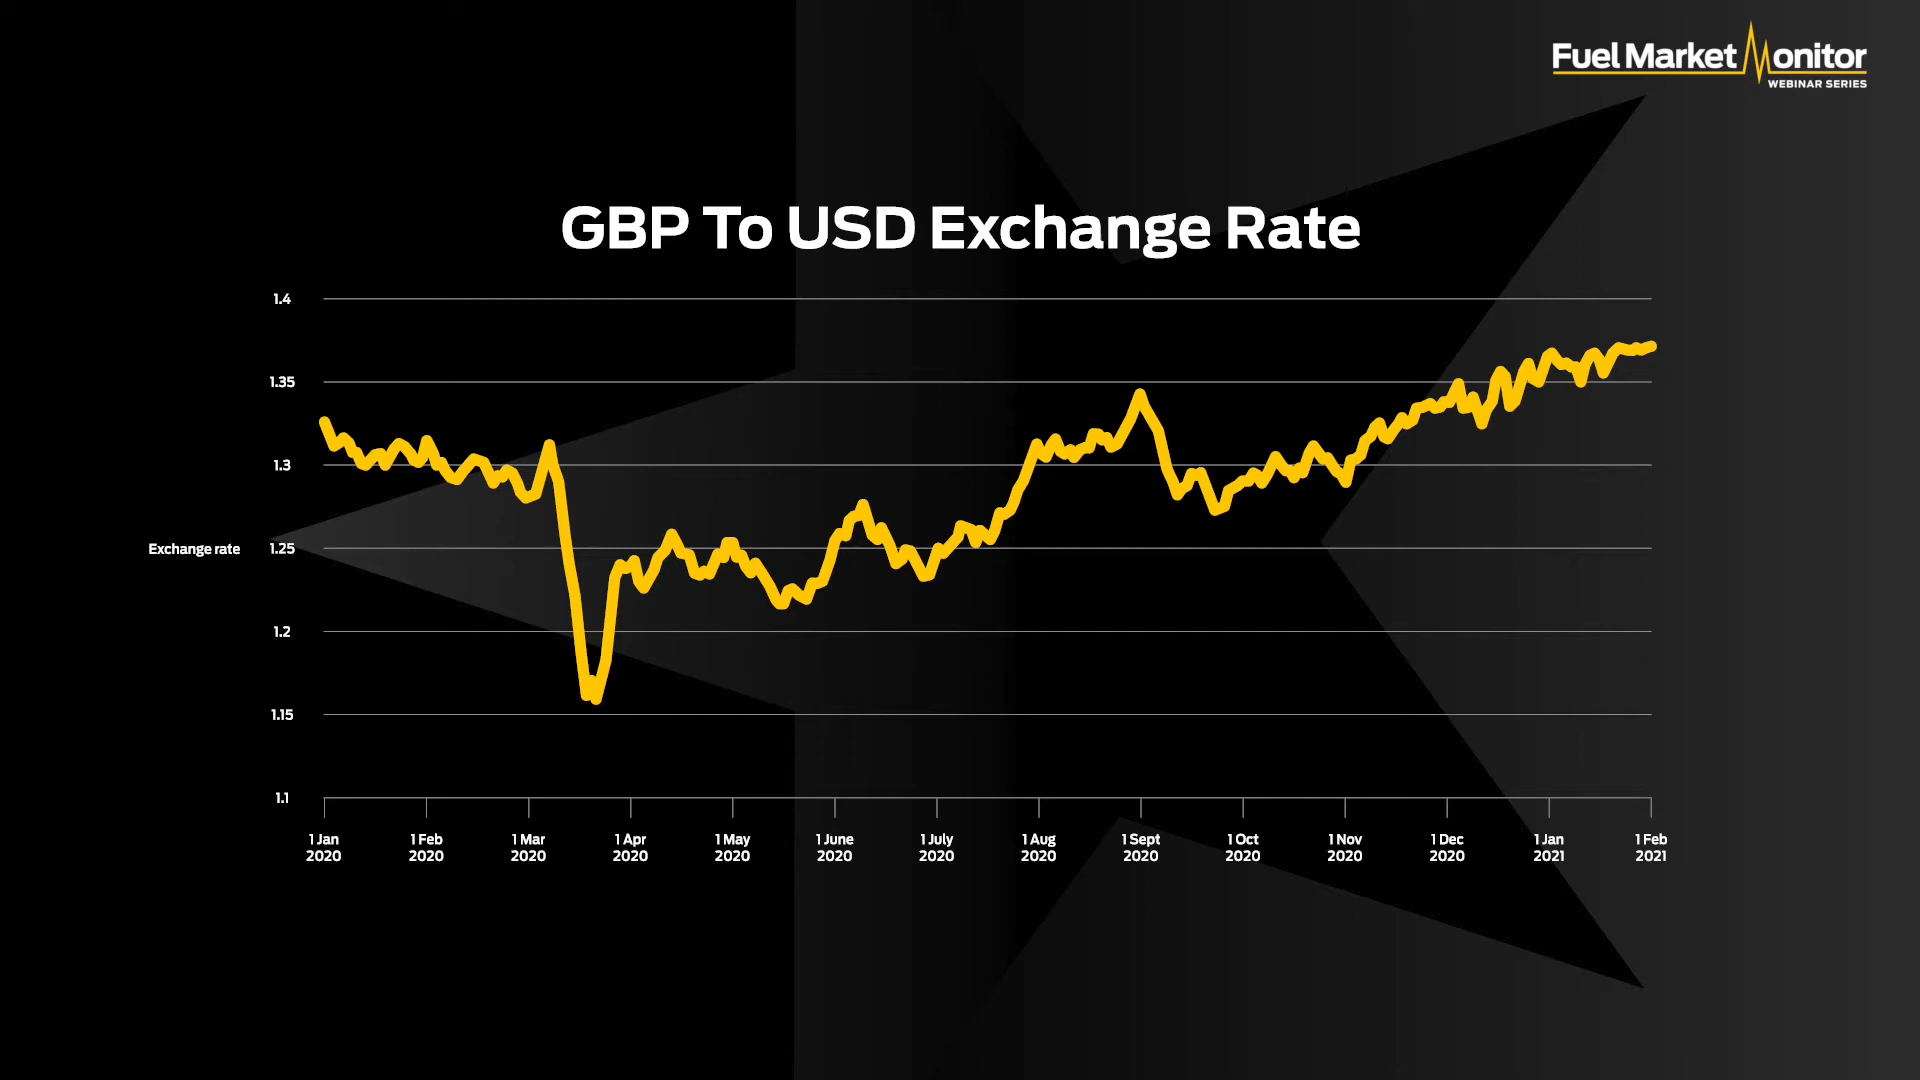 Fuel Market Monitor
WEBINAR SERIES
GBP To USD Exchange Rate
1.4
1.35
1.3
Exchange rate
1.25
1.2
1.15
1.1
1 Jan 2020
1 Feb 2020
1 Mar 2020
1 Apr 2020
1 May 2020
1 June 2020
1 July 2020
1 Aug 2020
1 Sept 2020
1 Oct 2020
1 Nov 2020
1 Dec 2020
1 Jan 2021
1 Feb 2021